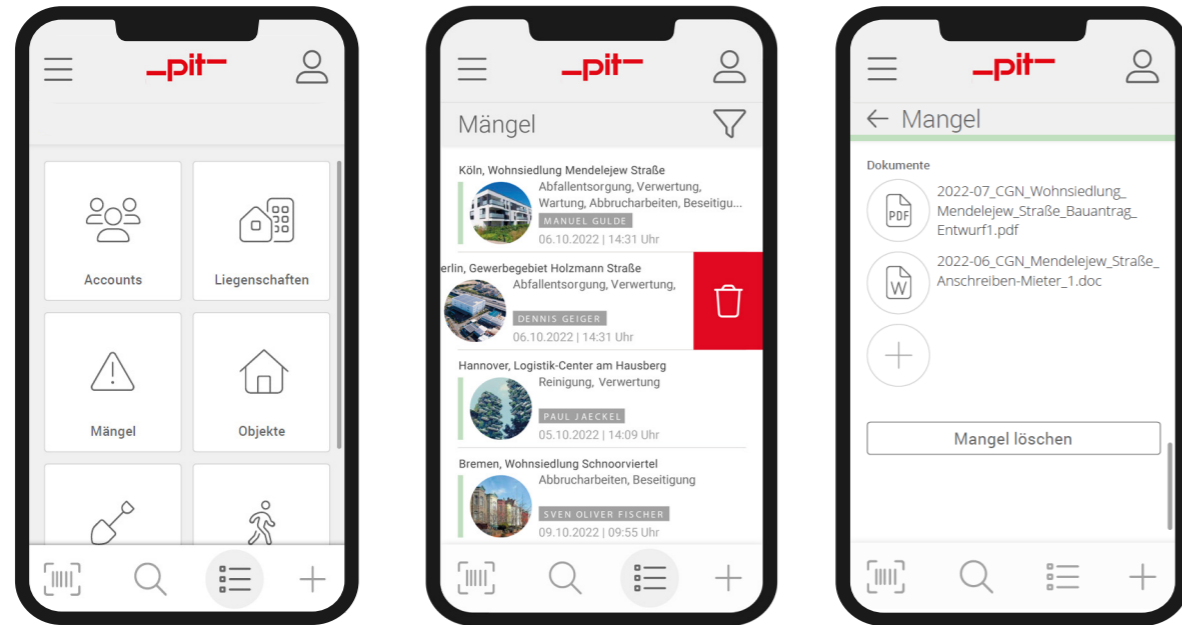 _pit—
Accounts
Liegenschaften
Mängel
Objekte
_pit—
Mängel
Köln, Wohnsiedlung Mendelejew Straße
Abfallentsorgung, Verwertung,
Wartung, Abbrucharbeiten, Beseitigu...
MANUEL GULDE
06.10.2022 | 14:31 Uhr
erlin, Gewerbegebiet Holzmann Straße
Abfallentsorgung, Verwertung,
DENNIS GEIGER
06.10.2022 | 14:31 Uhr
Hannover, Logistik-Center am Hausberg
Reinigung, Verwertung
PAUL JAECKEL
05.10.2022 | 14:09 Uhr
Bremen, Wohnsiedlung Schnoorviertel
Abbrucharbeiten, Beseitigung
SVEN OLIVER FISCHER
09.10.2022 | 09:55 Uhr
_pit—
Mangel
Dokumente
PDF
2022-07_CGN_Wohnsiedlung_
Mendelejew_Straße_Bauantrag_
Entwurf1.pdf
W
2022-06_CGN_Mendelejew_Straße_
Anschreiben-Mieter_1.doc
Mangel löschen